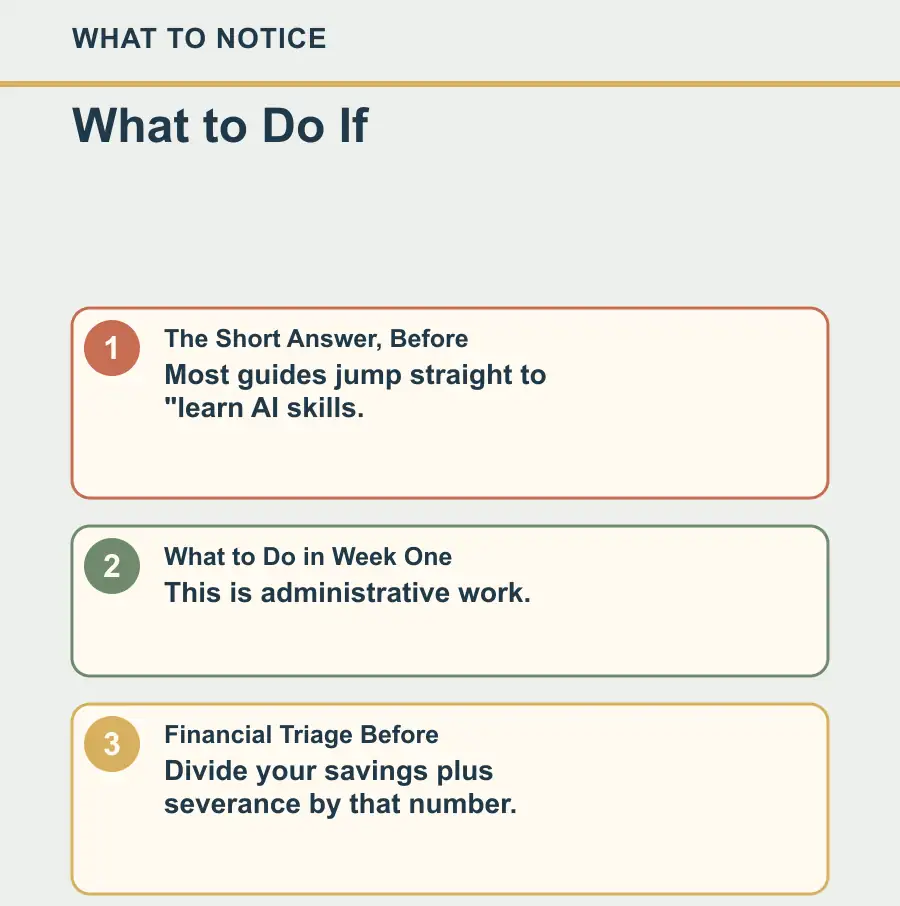 WHAT TO NOTICE
What to Do If
1
The Short Answer, Before
Most guides jump straight to
"learn AI skills.
2
What to Do in Week One
This is administrative work.
3
Financial Triage Before
Divide your savings plus
severance by that number.